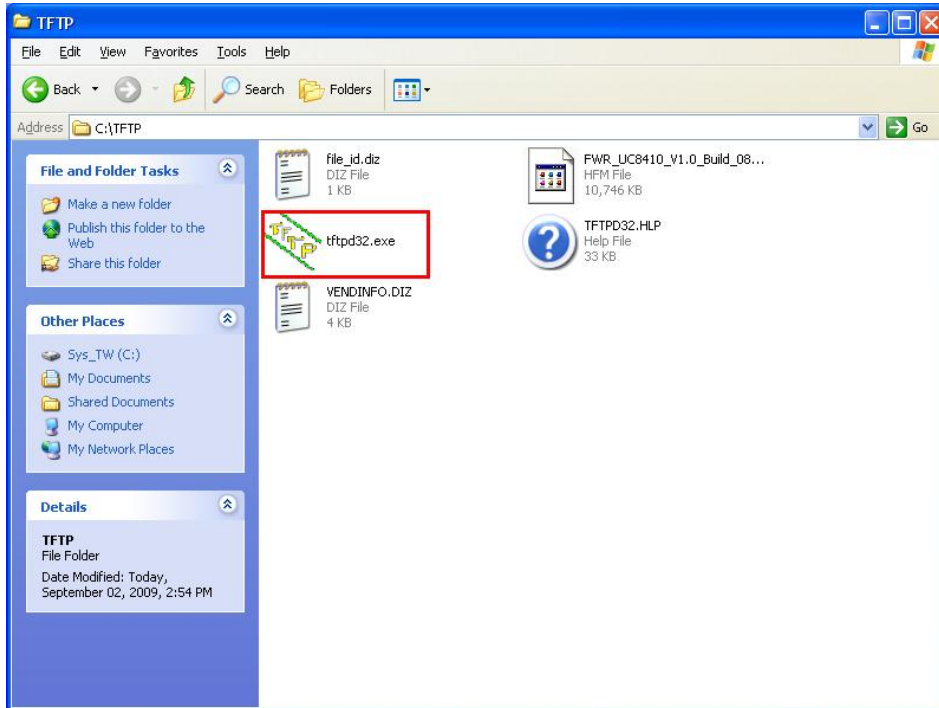 TFTP
File Edit View Favorites Tools Help
Back Search Folders
Address C:\TFTP Go
File and Folder Tasks
Make a new folder
Publish this folder to the
Web
Share this folder
Other Places
Sys_TW (C:)
My Documents
Shared Documents
My Computer
My Network Places
Details
TFTP
File Folder
Date Modified: Today,
September 02, 2009, 2:54 PM
file_id.diz
DIZ File
1 KB
FWR_UC8410_V1.0_Build_08...
HFM File
10,746 KB
TFTP
tftpd32.exe
TFTPD32.HLP
Help File
33 KB
VENDINFO.DIZ
DIZ File
4 KB